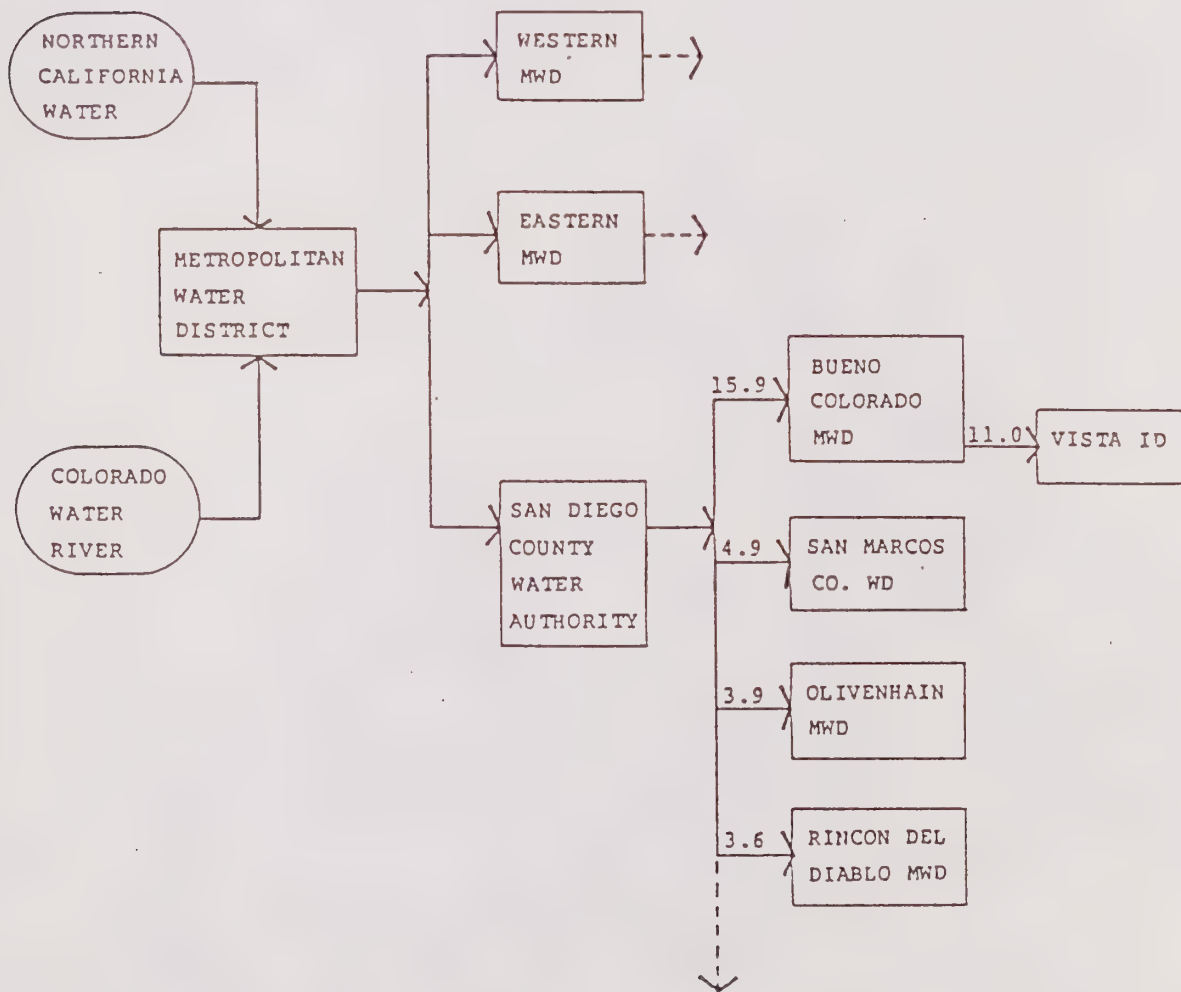 NORTHERN
CALIFORNIA
WATER
WESTERN
MWD
EASTERN
MWD
METROPOLITAN
WATER
DISTRICT
COLORADO
WATER
RIVER
SAN DIEGO
COUNTY
WATER
AUTHORITY
15.9
BUENO
COLORADO
MWD
11.0
VISTA ID
4.9
SAN MARCOS
CO. WD
3.9
OLIVENHAIN
MWD
3.6
RINCON DEL
DIABLO MWD